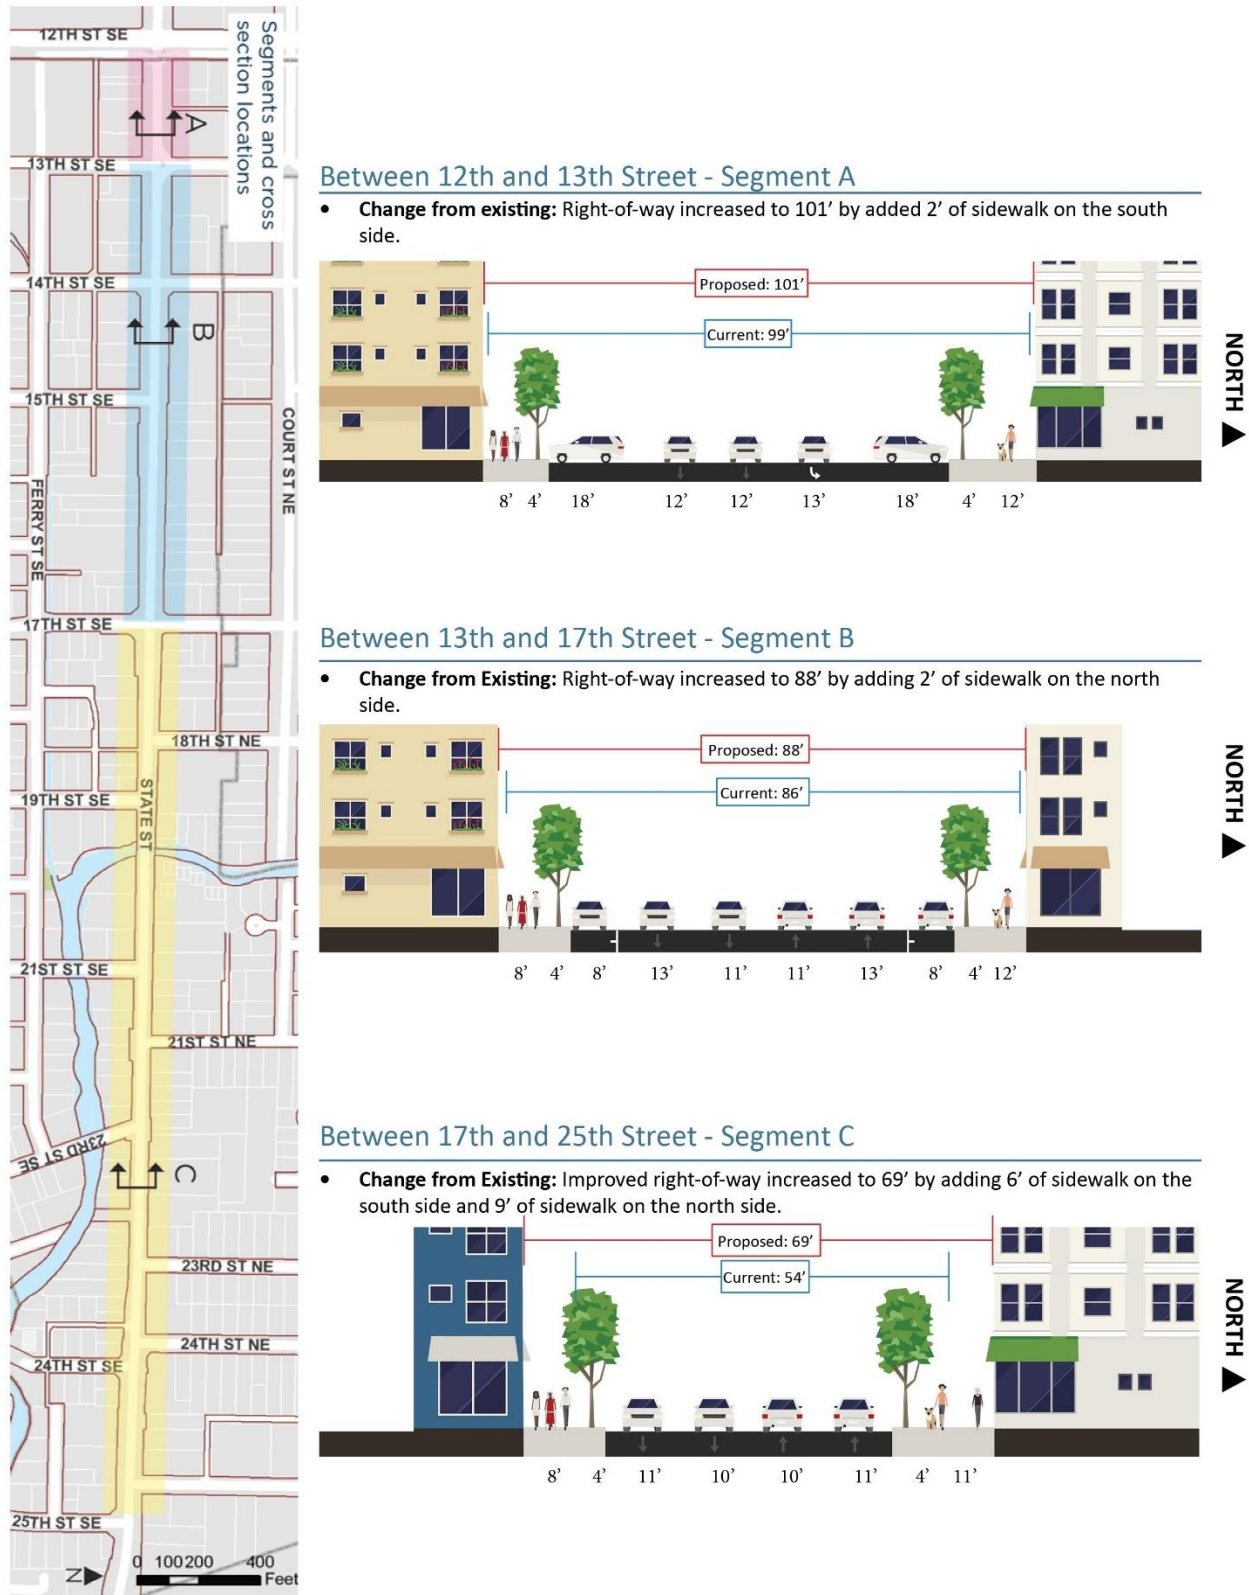 12TH ST SE
Segments and cross
section locations
A
13TH ST SE
14TH ST SE
B
15TH ST SE
COURT ST NE
FERRY ST SE
17TH ST SE
18TH ST NE
19TH ST SE
STATE ST
21ST ST SE
21ST ST NE
23RD ST SE
C
23RD ST NE
24TH ST NE
24TH ST SE
25TH ST SE
N
0 100 200 400
Feet
Between 12th and 13th Street - Segment A
• Change from existing: Right-of-way increased to 101’ by added 2’ of sidewalk on the south
side.
Proposed: 101’
Current: 99’
8’ 4’ 18’ 12’ 12’ 13’ 18’ 4’ 12’
NORTH
Between 13th and 17th Street - Segment B
• Change from Existing: Right-of-way increased to 88’ by adding 2’ of sidewalk on the north
side.
Proposed: 88’
Current: 86’
8’ 4’ 8’ 13’ 11’ 11’ 13’ 8’ 4’ 12’
NORTH
Between 17th and 25th Street - Segment C
• Change from Existing: Improved right-of-way increased to 69’ by adding 6’ of sidewalk on the
south side and 9’ of sidewalk on the north side.
Proposed: 69’
Current: 54’
8’ 4’ 11’ 10’ 10’ 11’ 4’ 11’
NORTH